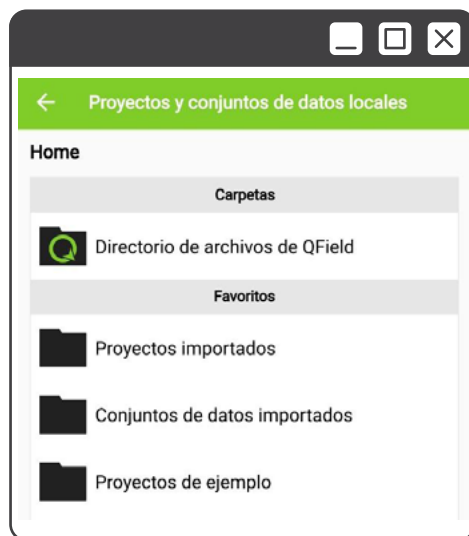 Proyectos y conjuntos de datos locales
Home
Carpetas
Directorio de archivos de QField
Favoritos
Proyectos importados
Conjuntos de datos importados
Proyectos de ejemplo